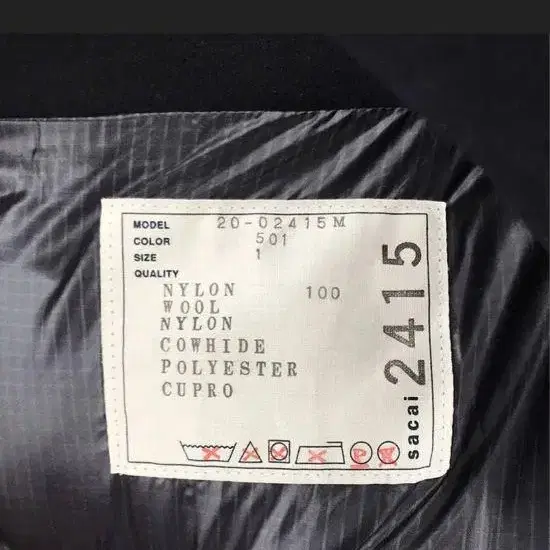 MODEL 20-02415M
COLOR 501
SIZE 1
QUALITY
NYLON 100
WOOL
NYLON
COWHIDE
POLYESTER
CUPRO
sacai 2415